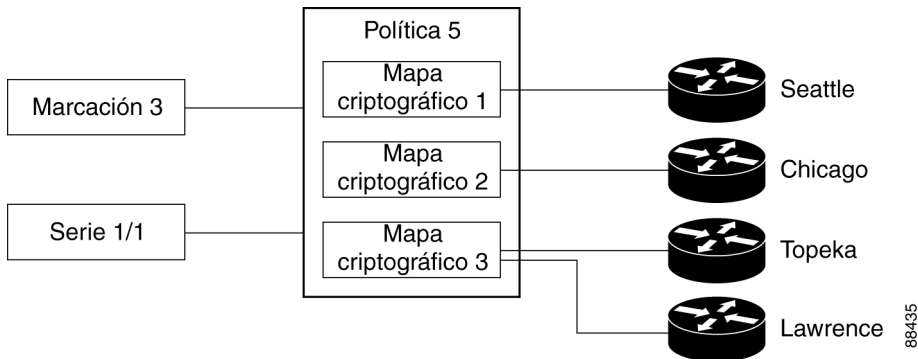 Política 5
Marcación 3
Serie 1/1
Mapa
criptográfico 1
Mapa
criptográfico 2
Mapa
criptográfico 3
Seattle
Chicago
Topeka
Lawrence
88435